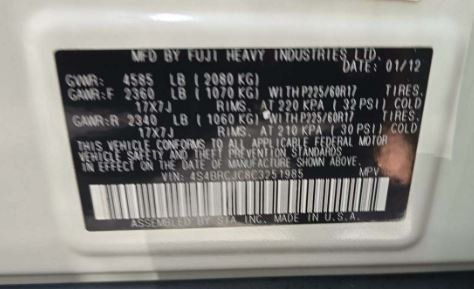 MFD BY FUJI HEAVY INDUSTRIES LTD.
DATE: 01/12
GVWR: 4585 LB (2080 KG)
GAWR:F 2360 LB (1070 KG) WITH P225/60R17 TIRES.
17X7J RIMS. AT 220 KPA (32 PSI) COLD
GAWR:R 2340 LB (1060 KG) WITH P225/60R17 TIRES.
17X7J RIMS. AT 210 KPA (30 PSI) COLD
THIS VEHICLE CONFORMS TO ALL APPLICABLE FEDERAL MOTOR
VEHICLE SAFETY AND THEFT PREVENTION STANDARDS
IN EFFECT ON THE DATE OF MANUFACTURE SHOWN ABOVE.
VIN: 4S4BRCJC8C3251985 MPV
ASSEMBLED BY SIA, INC. MADE IN U.S.A.